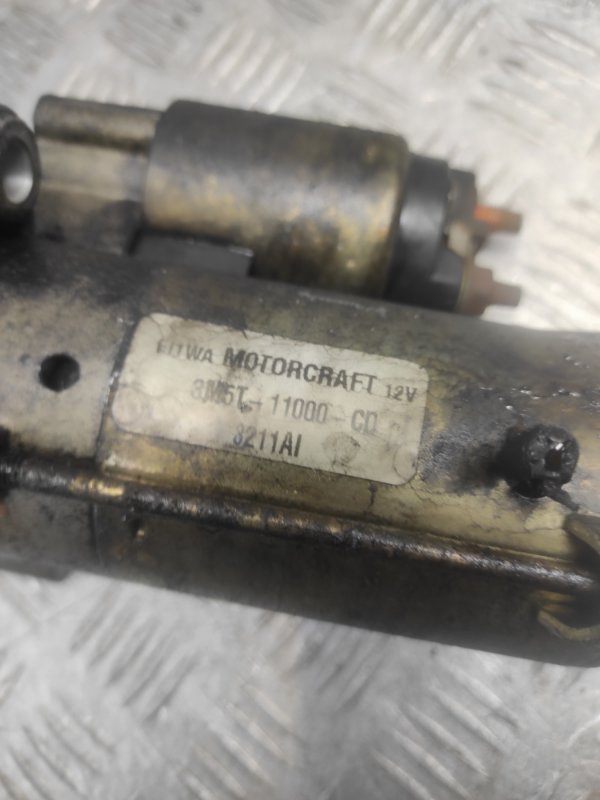 MOTORCRAFT 12V
3M5T-11000-CD
3211AI